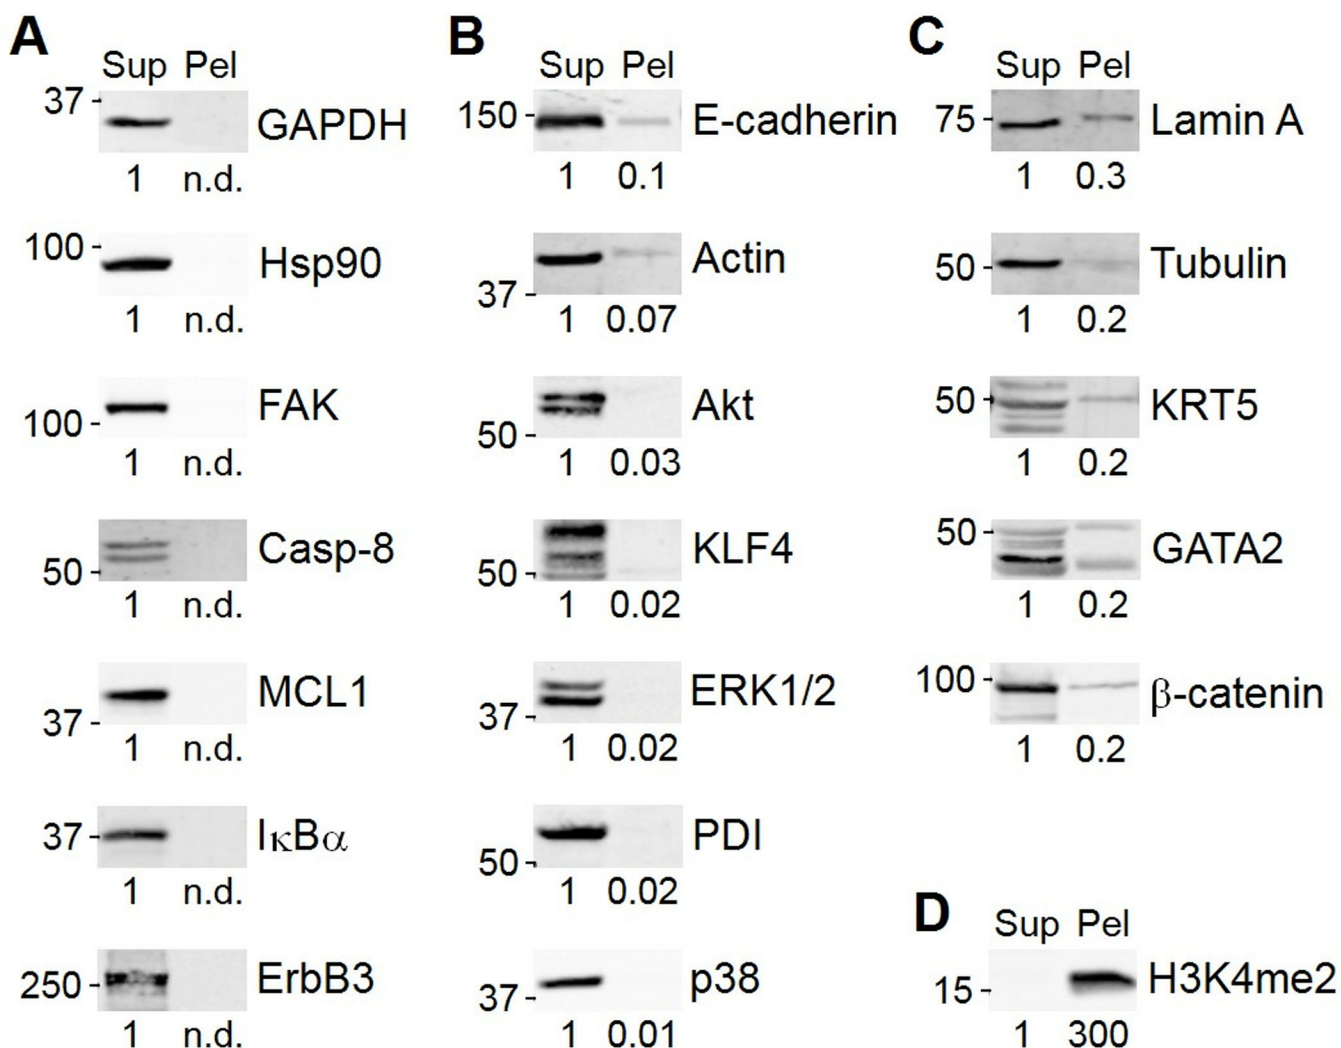 A
Sup Pel
37 GAPDH
1 n.d.
100 Hsp90
1 n.d.
FAK
100
1 n.d.
Casp-8
50
1 n.d.
MCL1
37
1 n.d.
37 IκBα
1 n.d.
250 ErbB3
1 n.d.
B
Sup Pel
150 E-cadherin
1 0.1
Actin
37
1 0.07
Akt
50
1 0.03
KLF4
50
1 0.02
ERK1/2
37
1 0.02
PDI
50
1 0.02
p38
37
1 0.01
C
Sup Pel
75 Lamin A
1 0.3
50 Tubulin
1 0.2
50 KRT5
1 0.2
50 GATA2
1 0.2
100 β-catenin
1 0.2
D
Sup Pel
15 H3K4me2
1 300